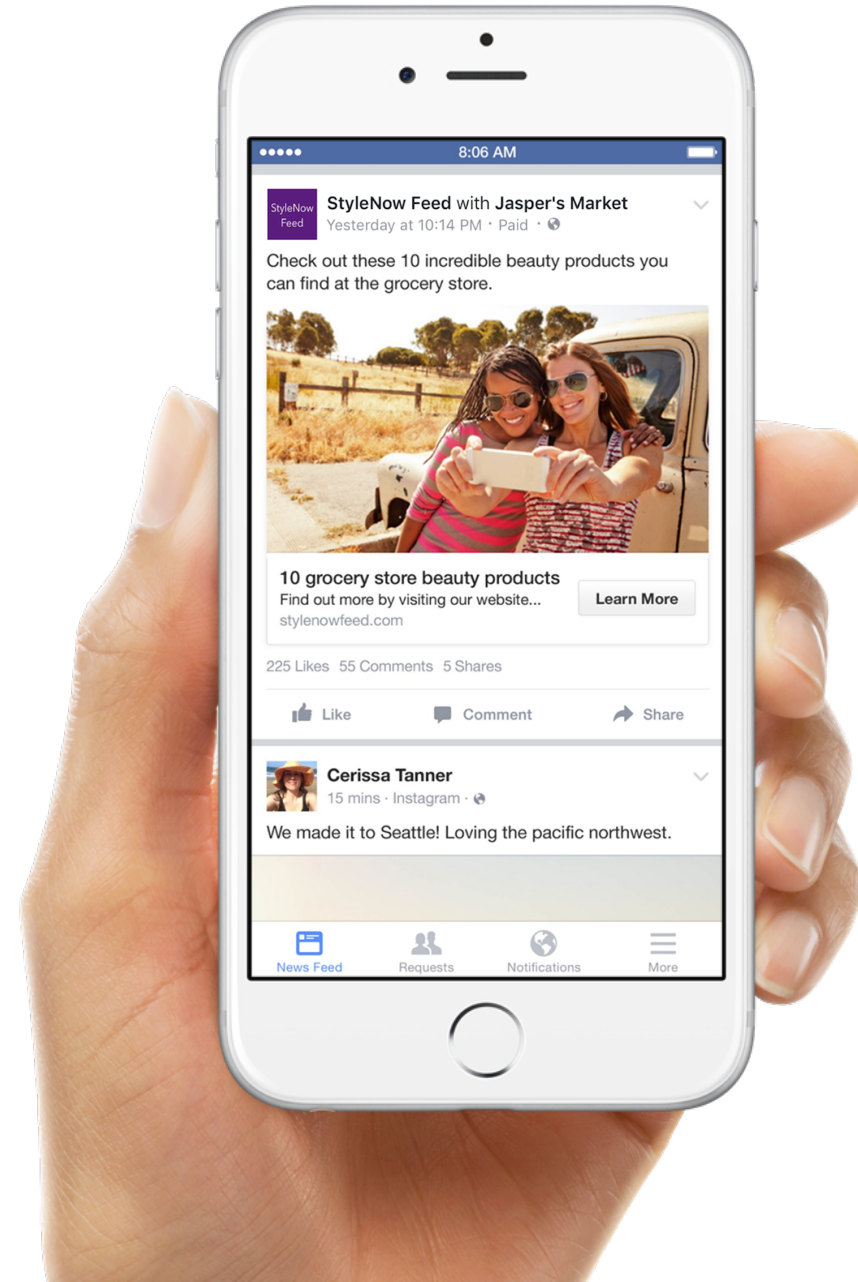 8:06 AM
StyleNow
Feed
StyleNow Feed with Jasper's Market
Yesterday at 10:14 PM · Paid ·
Check out these 10 incredible beauty products you
can find at the grocery store.
10 grocery store beauty products
Find out more by visiting our website...
stylenowfeed.com
Learn More
225 Likes 55 Comments 5 Shares
Like Comment Share
Cerissa Tanner
15 mins · Instagram ·
We made it to Seattle! Loving the pacific northwest.
News Feed Requests Notifications More